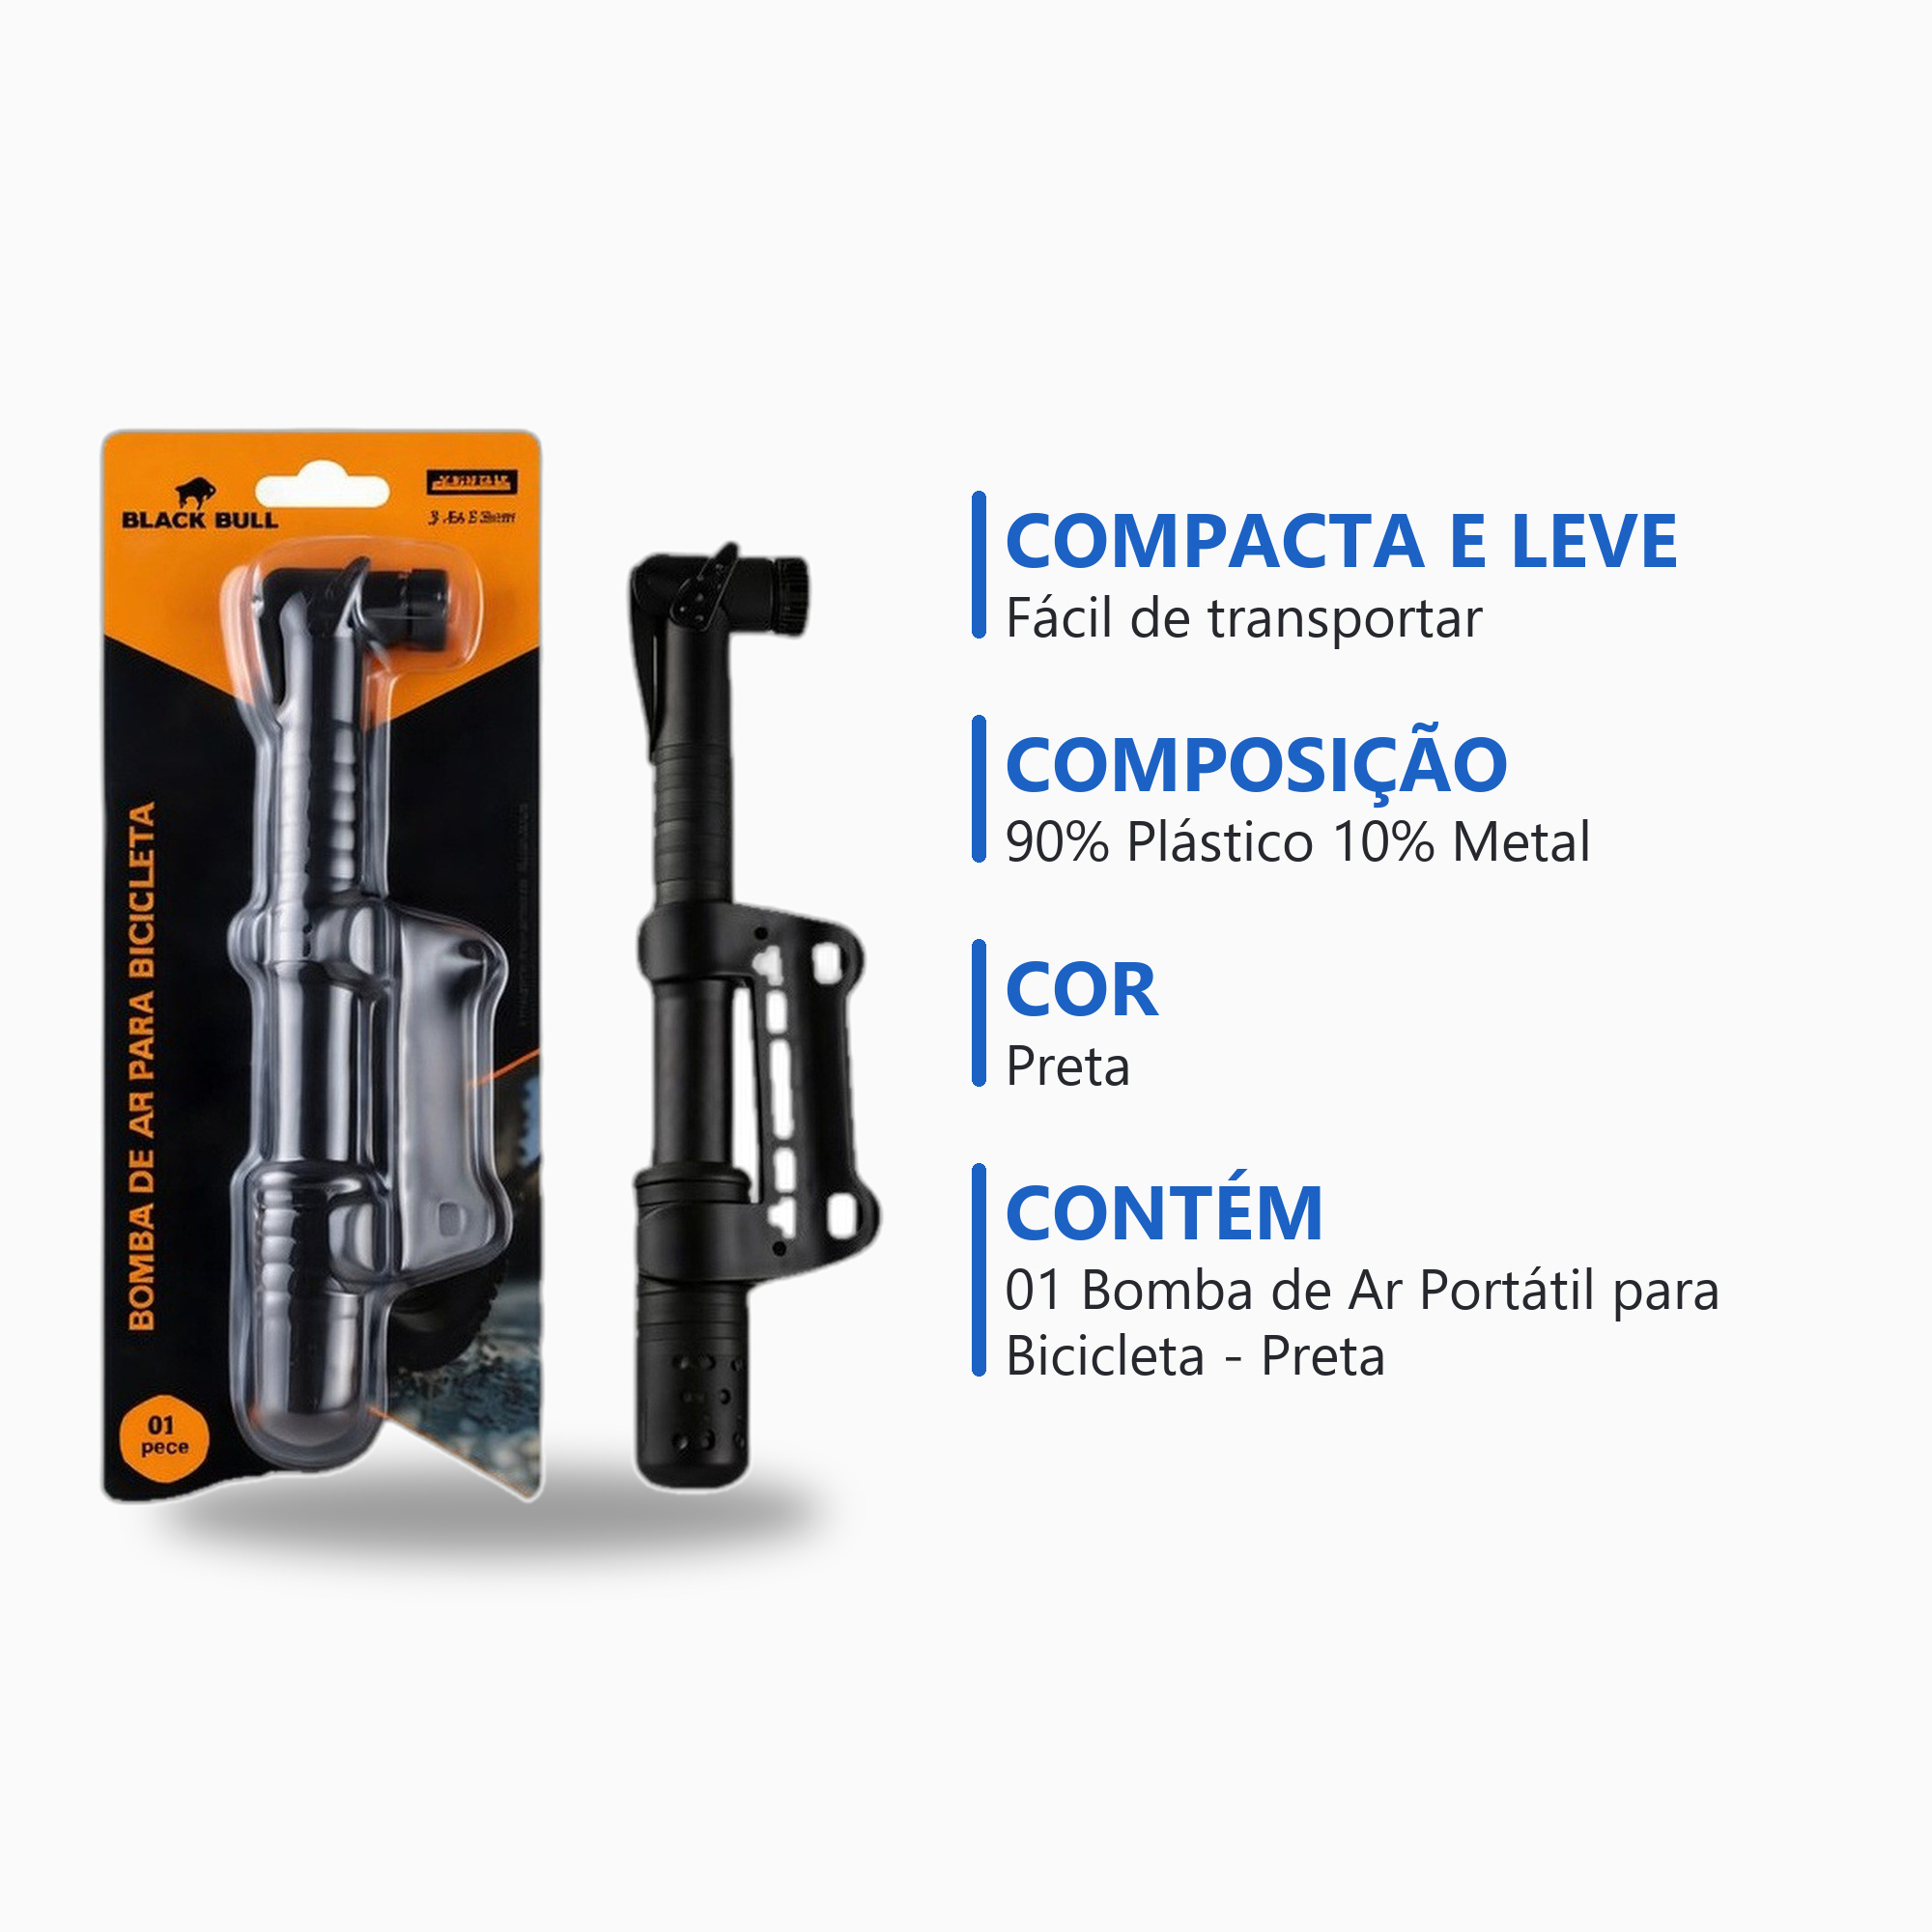 BLACK BULL
BOMBA DE AR PARA BICICLETA
01
pece
COMPACTA E LEVE
Fácil de transportar
COMPOSIÇÃO
90% Plástico 10% Metal
COR
Preta
CONTÉM
01 Bomba de Ar Portátil para
Bicicleta - Preta